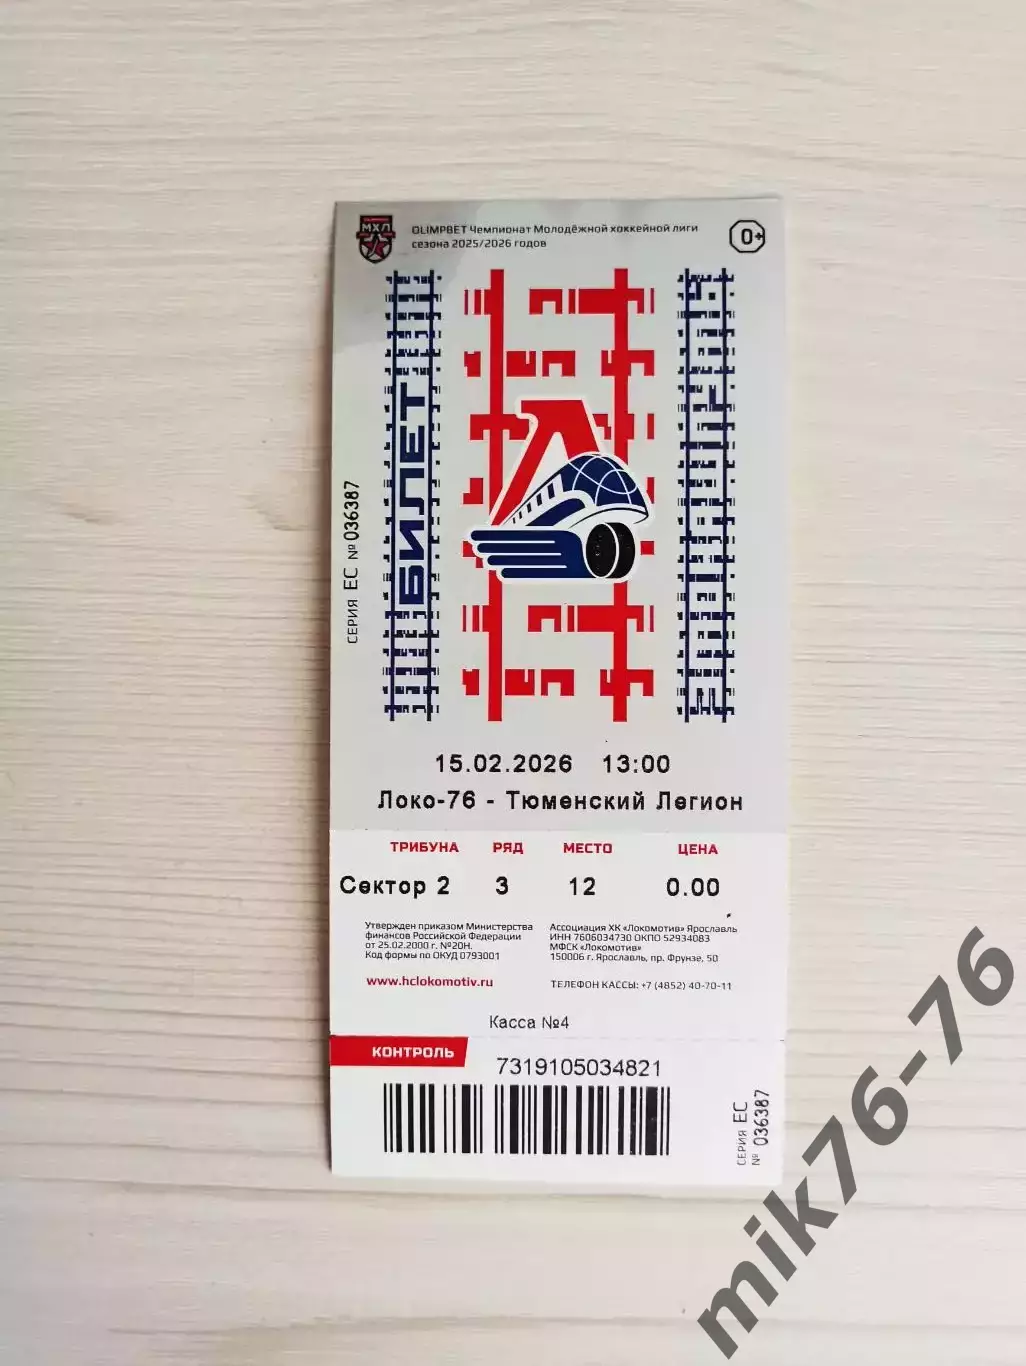 МХЛ
OLIMPBET Чемпионат Молодёжной хоккейной лиги
сезона 2025/2026 годов
0+
БИЛЕТ
СЕРИЯ ЕС № 036387
15.02.2026 13:00
Локо-76 - Тюменский Легион
ТРИБУНА РЯД МЕСТО ЦЕНА
Сектор 2 3 12 0.00
Утвержден приказом Министерства
финансов Российской Федерации
от 25.02.2000 г. №20Н.
Код формы по ОКУД 0793001
www.hclokomotiv.ru
Ассоциация ХК «Локомотив» Ярославль
ИНН 7606034730 ОКПО 52934083
МФСК «Локомотив»
150006 г. Ярославль, пр. Фрунзе, 50
ТЕЛЕФОН КАССЫ: +7 (4852) 40-70-11
Касса №4
КОНТРОЛЬ
7319105034821
СЕРИЯ ЕС
№ 036387
mik76-76